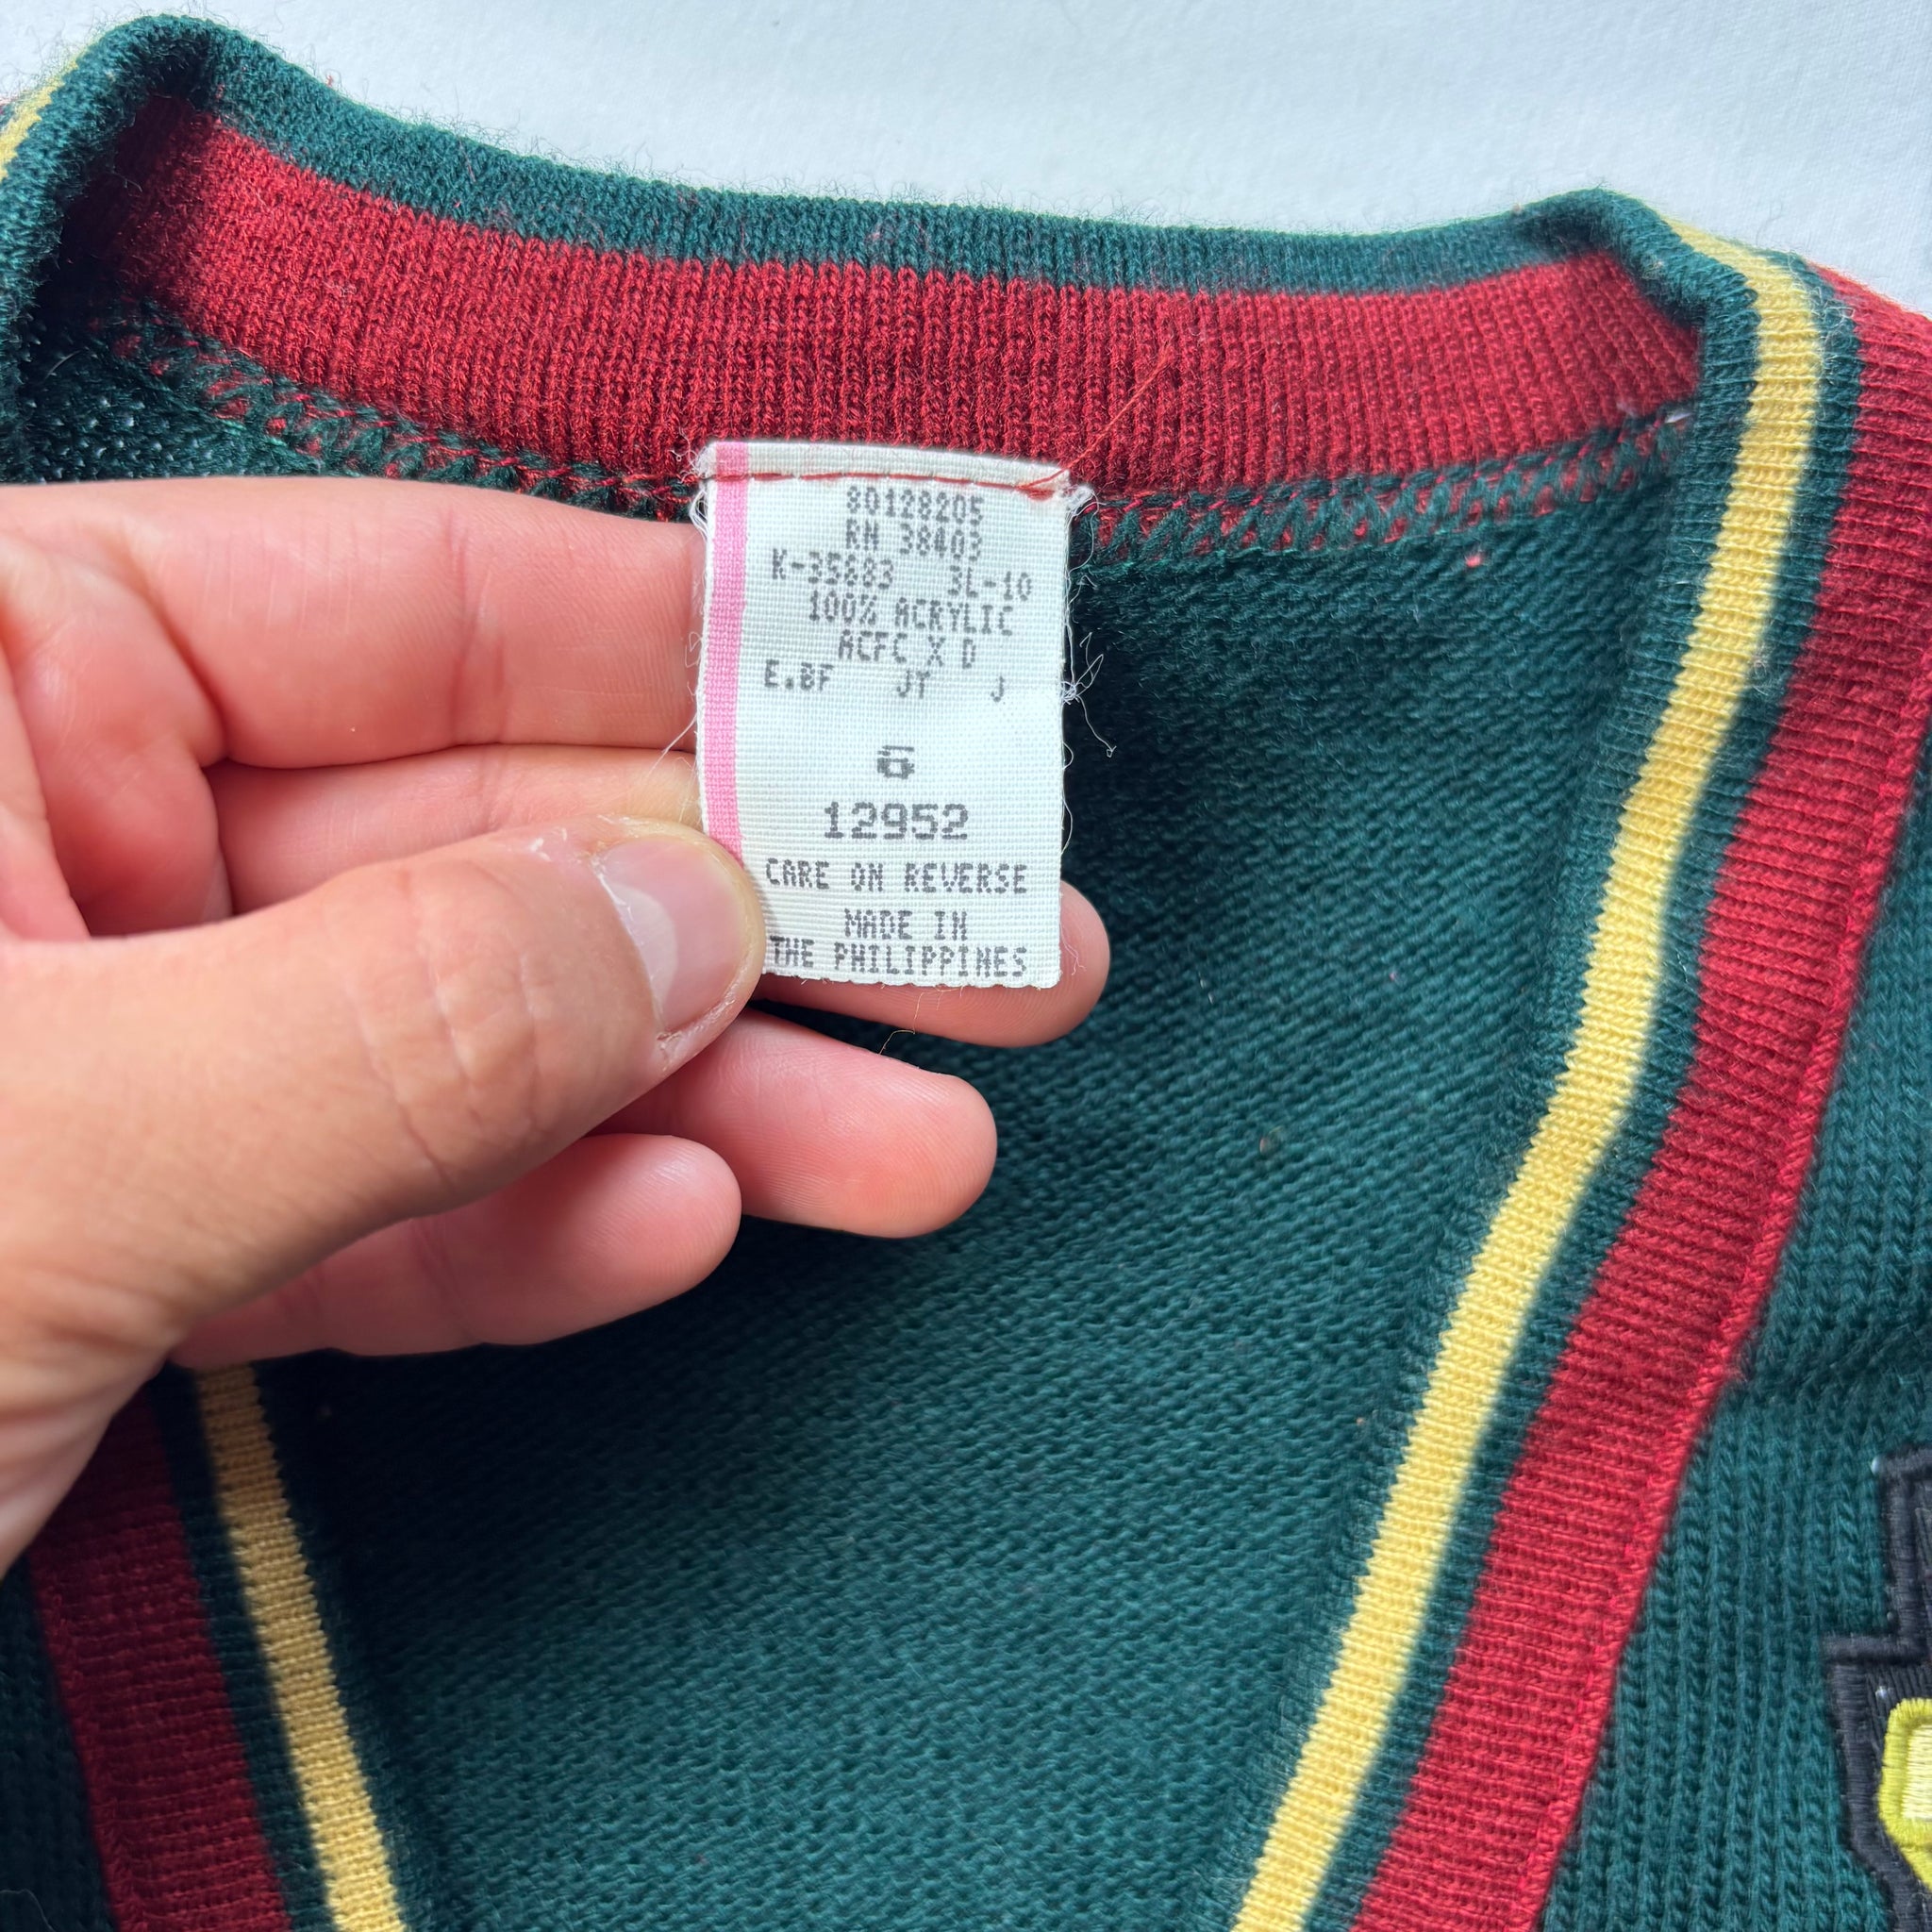 80128205
RN 38403
K-35883 3L-10
100% ACRYLIC
ACFC X D
E.BF JT J
6
12952
CARE ON REVERSE
MADE IN
THE PHILIPPINES